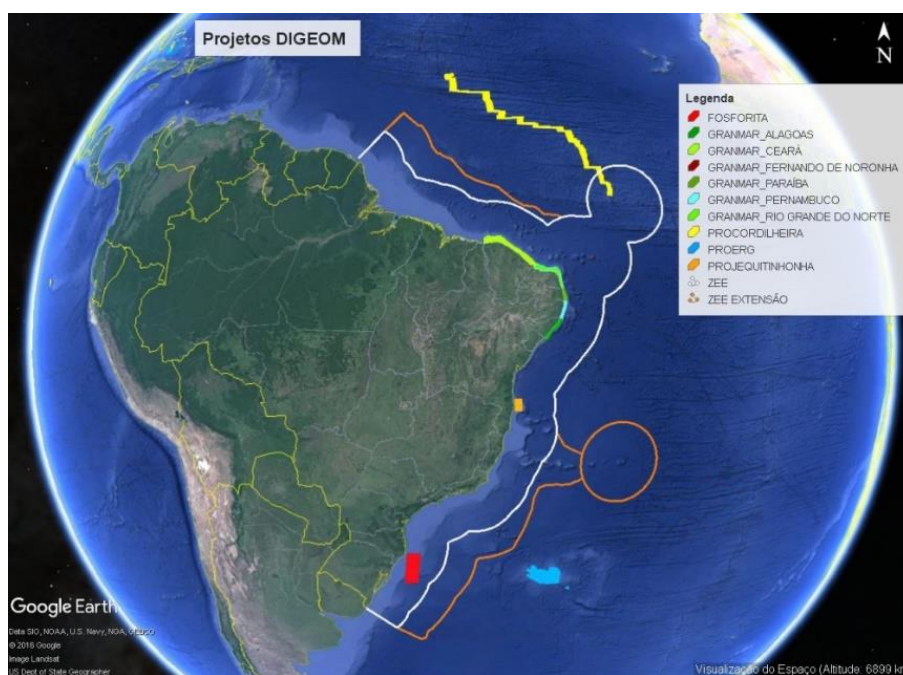 Projetos DIGEOM
N
Legenda
FOSFORITA
GRANMAR_ALAGOAS
GRANMAR_CEARÁ
GRANMAR_FERNANDO DE NORONHA
GRANMAR_PARAÍBA
GRANMAR_PERNAMBUCO
GRANMAR_RIO GRANDE DO NORTE
PROCORDILHEIRA
PROERG
PROJEQUITINHONHA
ZEE
ZEE EXTENSÃO
Google Earth
Data SIO, NOAA, U.S. Navy, NGA, GEBCO
© 2016 Google
Image Landsat
US Dept of State Geographer
Visualização do Espaço (Altitude: 6899 km